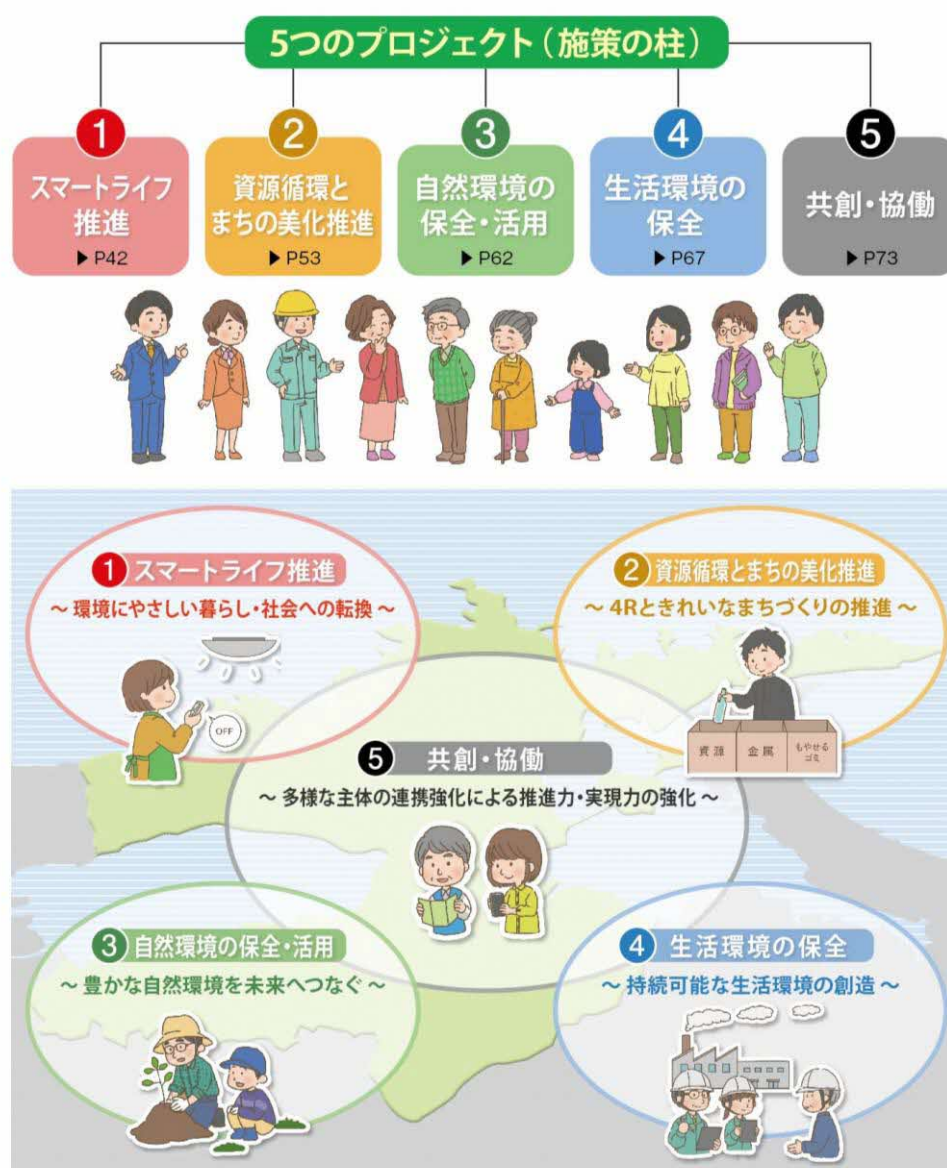 5つのプロジェクト(施策の柱)
1
スマートライフ
推進
▶ P42
2
資源循環と
まちの美化推進
▶ P53
3
自然環境の
保全・活用
▶ P62
4
生活環境の
保全
▶ P67
5
共創・協働
▶ P73
1 スマートライフ推進
～ 環境にやさしい暮らし・社会への転換 ～
OFF
2 資源循環とまちの美化推進
～ 4Rときれいなまちづくりの推進 ～
資源
金属
もやせる
ゴミ
5 共創・協働
～ 多様な主体の連携強化による推進力・実現力の強化 ～
3 自然環境の保全・活用
～ 豊かな自然環境を未来へつなぐ ～
4 生活環境の保全
～ 持続可能な生活環境の創造 ～